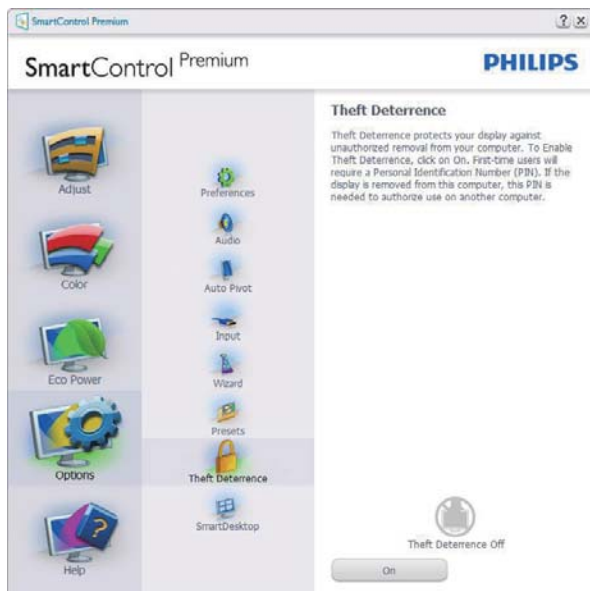 SmartControl Premium
? x
SmartControl Premium
PHILIPS
Adjust
Color
Eco Power
Options
Help
Preferences
Audio
Auto Pivot
Input
Wizard
Presets
Theft Deterrence
SmartDesktop
Theft Deterrence
Theft Deterrence protects your display against
unauthorized removal from your computer. To Enable
Theft Deterrence, click on On. First-time users will
require a Personal Identification Number (PIN). If the
display is removed from this computer, this PIN is
needed to authorize use on another computer.
Theft Deterrence Off
On